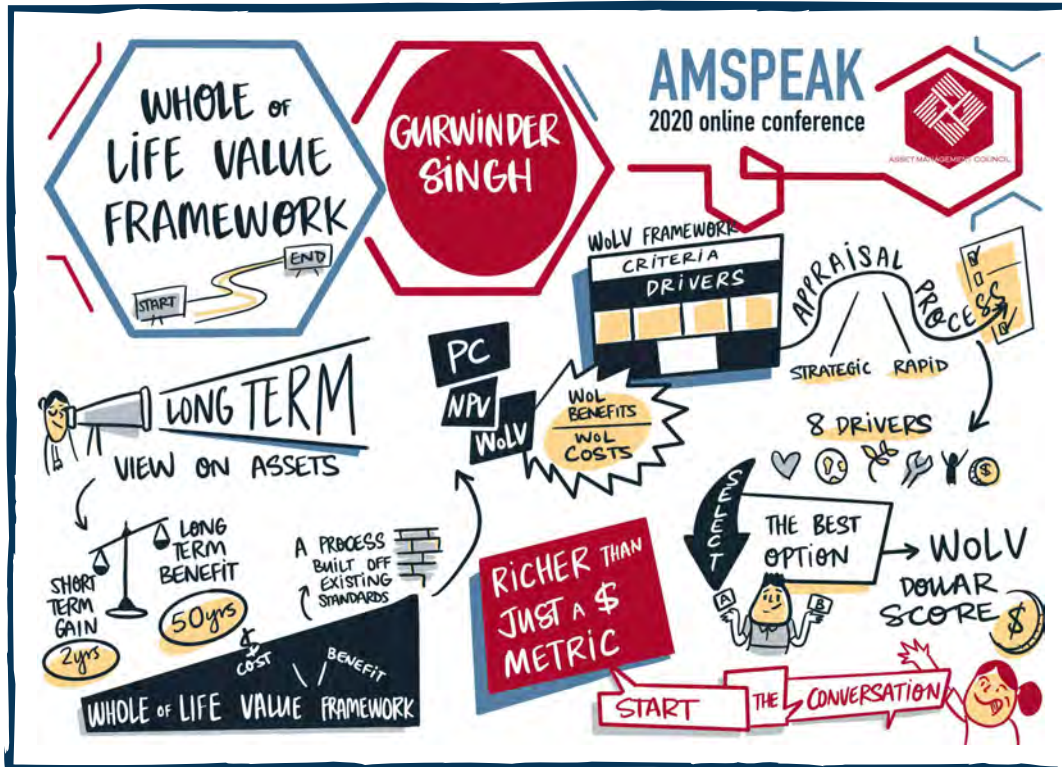 WHOLE OF
LIFE VALUE
FRAMEWORK
START
END
GURWINDER
SINGH
AMSPEAK
2020 online conference
ASSET MANAGEMENT COUNCIL
LONG TERM
VIEW ON ASSETS
SHORT
TERM
GAIN
2yrs
LONG
TERM
BENEFIT
50yrs
A PROCESS
BUILT OFF
EXISTING
STANDARDS
$
COST
BENEFIT
WHOLE OF LIFE VALUE FRAMEWORK
PC
NPV
WOLV
WOL
BENEFITS
WOL
COSTS
WOLV FRAMEWORK
CRITERIA
DRIVERS
APPRAISAL
PROCESS
STRATEGIC
RAPID
8 DRIVERS
$
SELECT
THE BEST
OPTION
A
B
WOLV
DOLLAR
SCORE
$
RICHER THAN
JUST A $
METRIC
START
THE
CONVERSATION